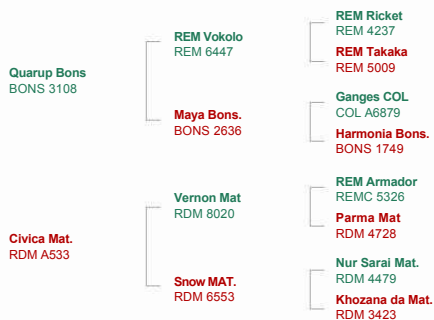 REM Ricket
REM 4237
REM Vokolo
REM 6447
REM Takaka
REM 5009
Quarup Bons
BONS 3108
Ganges COL
COL A6879
Maya Bons.
BONS 2636
Harmonia Bons.
BONS 1749
REM Armador
REMC 5326
Vernon Mat
RDM 8020
Parma Mat
RDM 4728
Civica Mat.
RDM A533
Nur Sarai Mat.
RDM 4479
Snow MAT.
RDM 6553
Khozana da Mat.
RDM 3423